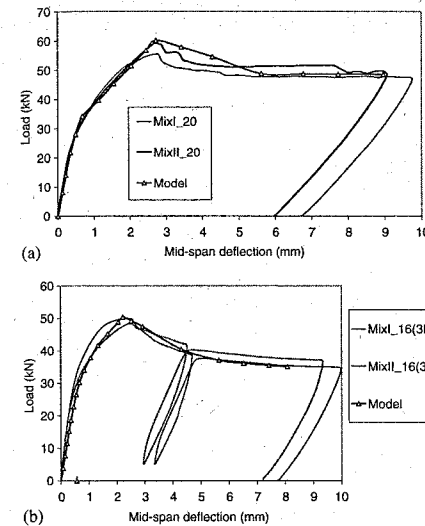 70
60
50
40
30
20
10
0
Load (kN)
MixI_20
MixII_20
Model
0 1 2 3 4 5 6 7 8 9 10
Mid-span deflection (mm)
(a)
60
50
40
30
20
10
0
Load (kN)
MixI_16(3
MixII_16(3
Model
0 1 2 3 4 5 6 7 8 9 10
Mid-span deflection (mm)
(b)